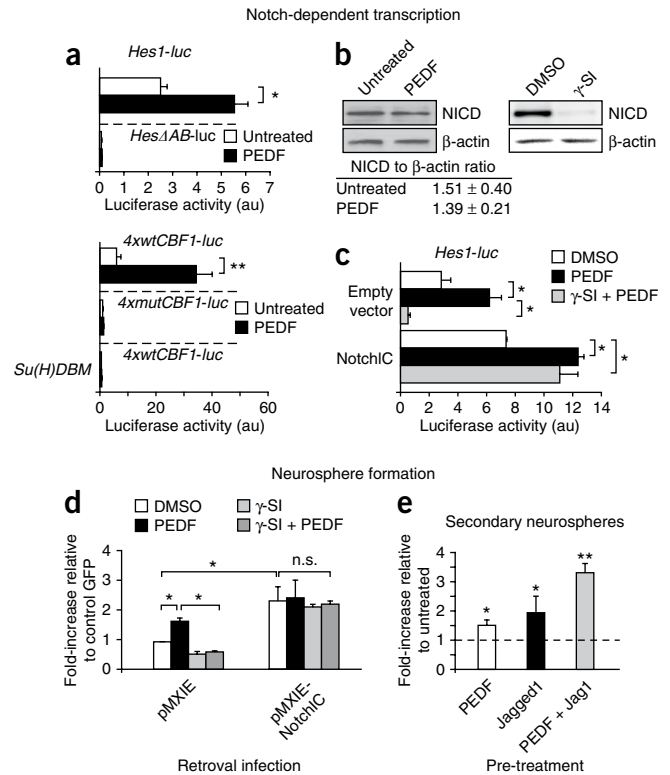 Notch-dependent transcription
a
Hes1-luc
*
HesΔAB-luc
Untreated
PEDF
0 1 2 3 4 5 6 7
Luciferase activity (au)
4xwtCBF1-luc
**
4xmutCBF1-luc
Untreated
PEDF
4xwtCBF1-luc
Su(H)DBM
0 20 40 60
Luciferase activity (au)
b
Untreated
PEDF
NICD
β-actin
DMSO
γ-SI
NICD
β-actin
NICD to β-actin ratio
Untreated 1.51 ± 0.40
PEDF 1.39 ± 0.21
c
Hes1-luc
DMSO
PEDF
γ-SI + PEDF
Empty
vector
*
*
NotchIC
*
*
0 2 4 6 8 10 12 14
Luciferase activity (au)
Neurosphere formation
d
DMSO
PEDF
γ-SI
γ-SI + PEDF
Fold-increase relative
to control GFP
4
3
2
1
0
*
n.s.
*
*
pMXIE
pMXIE-
NotchIC
Retroval infection
e
Secondary neurospheres
Fold-increase relative
to untreated
4
3
2
1
0
*
*
**
PEDF
Jagged1
PEDF + Jag1
Pre-treatment